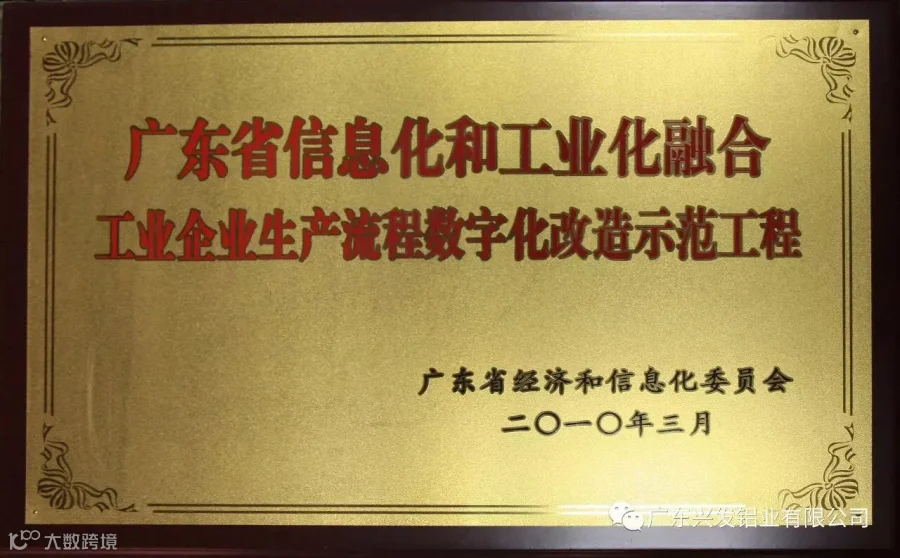 广东省信息化和工业化融合
工业企业生产流程数字化改造示范工程
广东省经济和信息化委员会
二〇一〇年三月
广东兴发铝业有限公司
大数跨境